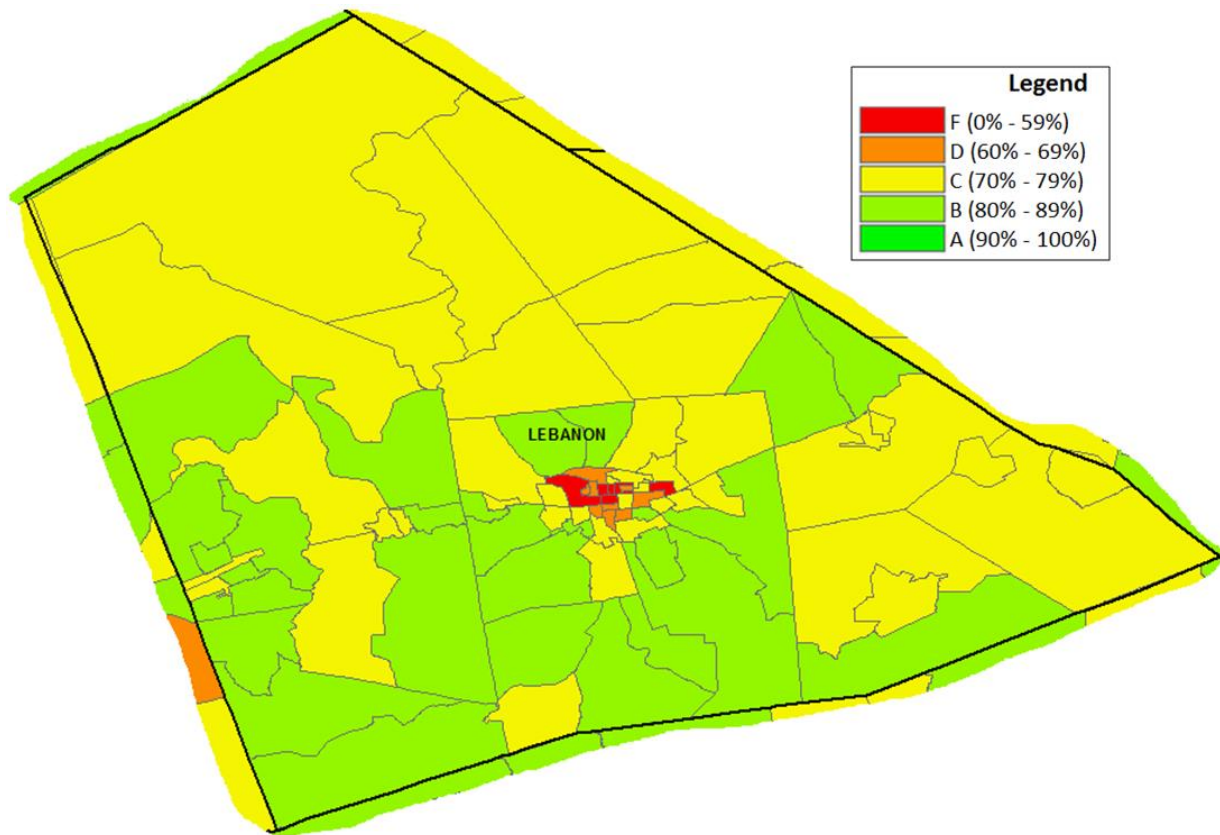 Legend
F (0% - 59%)
D (60% - 69%)
C (70% - 79%)
B (80% - 89%)
A (90% - 100%)
LEBANON